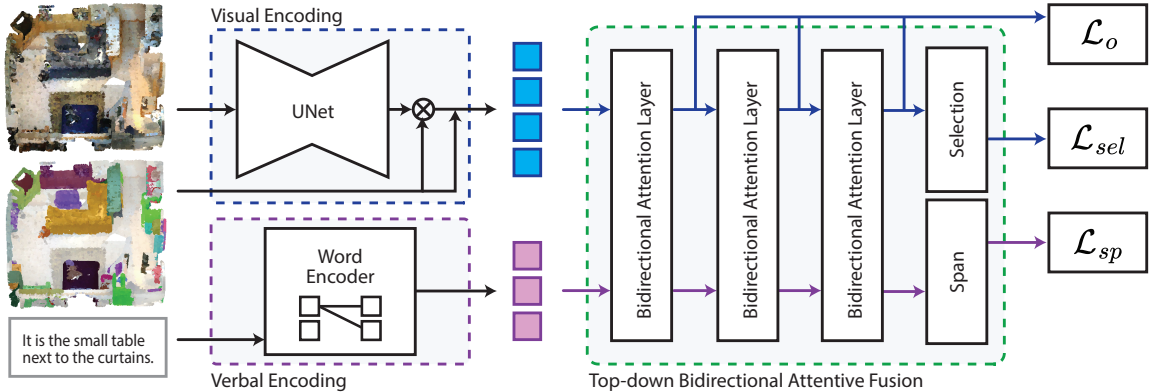 Visual Encoding
UNet
It is the small table
next to the curtains.
Word
Encoder
Verbal Encoding
Bidirectional Attention Layer
Bidirectional Attention Layer
Bidirectional Attention Layer
Selection
Span
Top-down Bidirectional Attentive Fusion
ℒo
ℒsel
ℒsp